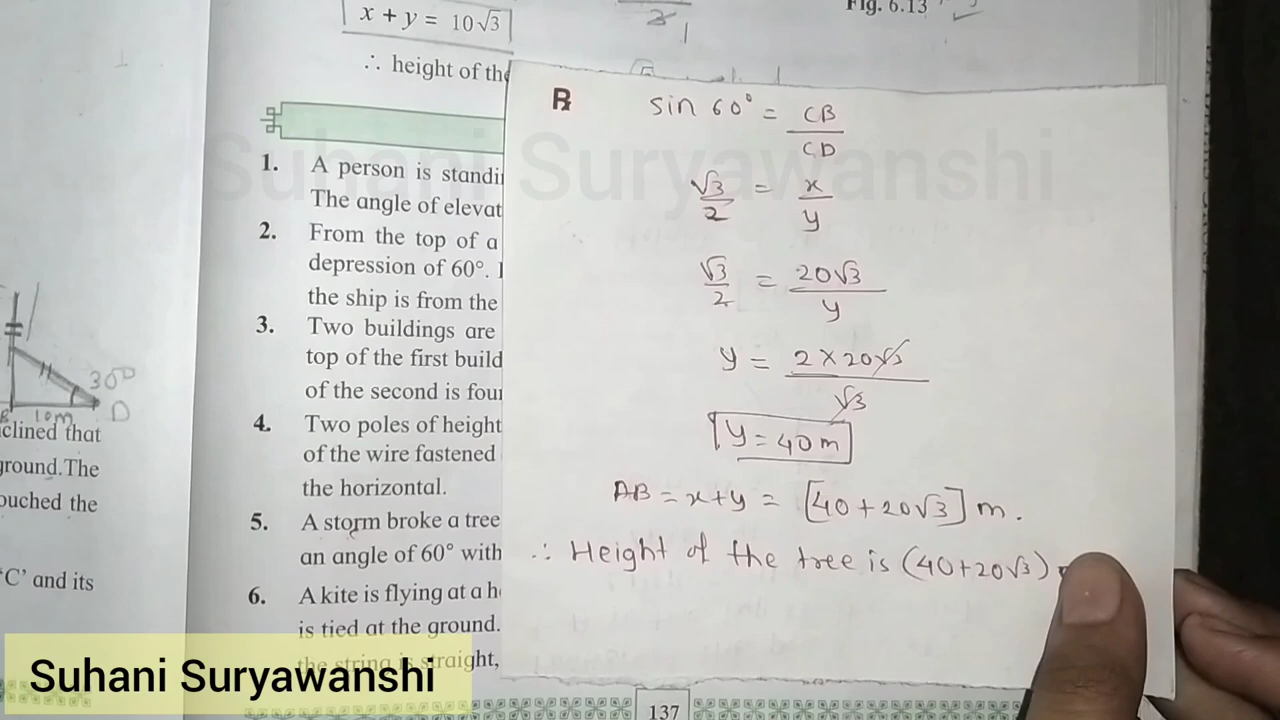 x + y = 10√3
2 1
Fig. 6.13
∴ height of the
1. A person is standi
The angle of elevat
2. From the top of a
depression of 60°.
the ship is from the
3. Two buildings are
top of the first build
of the second is four
4. Two poles of height
of the wire fastened
the horizontal.
5. A storm broke a tree
an angle of 60° with
6. A kite is flying at a h
is tied at the ground.
the string is straight,
137
30°
10m D
clined that
ground.The
ouched the
'C' and its
sin 60° = CB
CD
√3 = x
2 y
√3 = 20√3
2 y
y = 2 × 20√3
√3
y = 40 m
AB = x+y = [40 + 20√3] m.
∴ Height of the tree is (40+20√3)
Suhani Suryawanshi
Suhani Suryawanshi